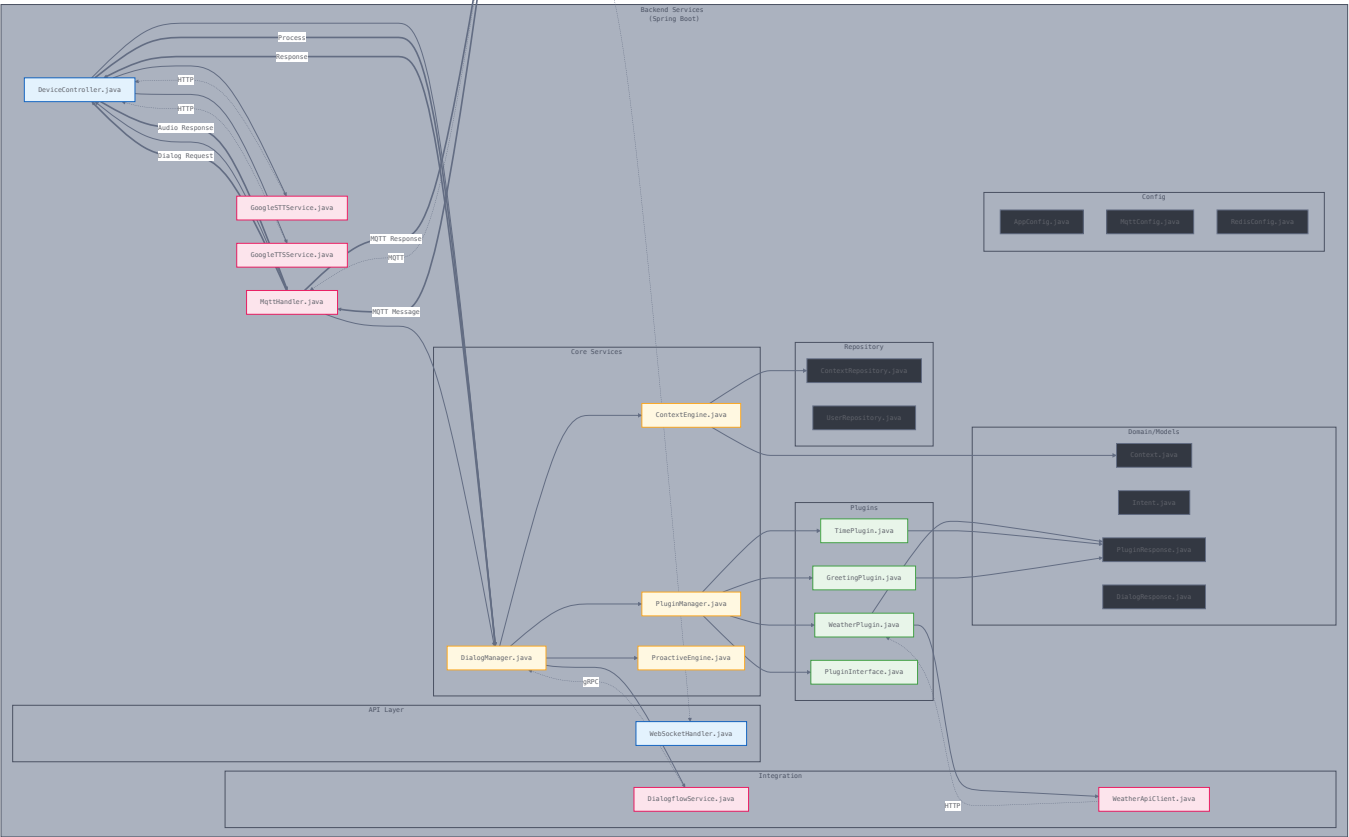 Backend Services
(Spring Boot)
Process
Response
HTTP
DeviceController.java
HTTP
Audio Response
Dialog Request
GoogleSTTService.java
MQTT Response
GoogleTTSService.java
MQTT
MqttHandler.java
MQTT Message
Config
AppConfig.java
MqttConfig.java
RedisConfig.java
Core Services
ContextEngine.java
PluginManager.java
DialogManager.java
ProactiveEngine.java
gRPC
Repository
ContextRepository.java
UserRepository.java
Domain/Models
Context.java
Intent.java
PluginResponse.java
DialogResponse.java
Plugins
TimePlugin.java
GreetingPlugin.java
WeatherPlugin.java
PluginInterface.java
API Layer
WebSocketHandler.java
Integration
DialogflowService.java
HTTP
WeatherApiClient.java